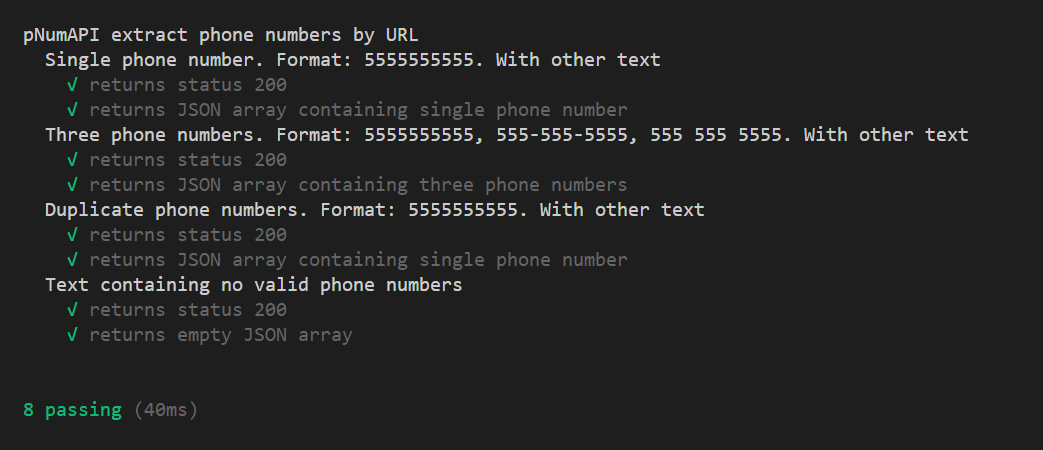 pNumAPI extract phone numbers by URL
Single phone number. Format: 5555555555. With other text
√ returns status 200
√ returns JSON array containing single phone number
Three phone numbers. Format: 5555555555, 555-555-5555, 555 555 5555. With other text
√ returns status 200
√ returns JSON array containing three phone numbers
Duplicate phone numbers. Format: 5555555555. With other text
√ returns status 200
√ returns JSON array containing single phone number
Text containing no valid phone numbers
√ returns status 200
√ returns empty JSON array
8 passing (40ms)